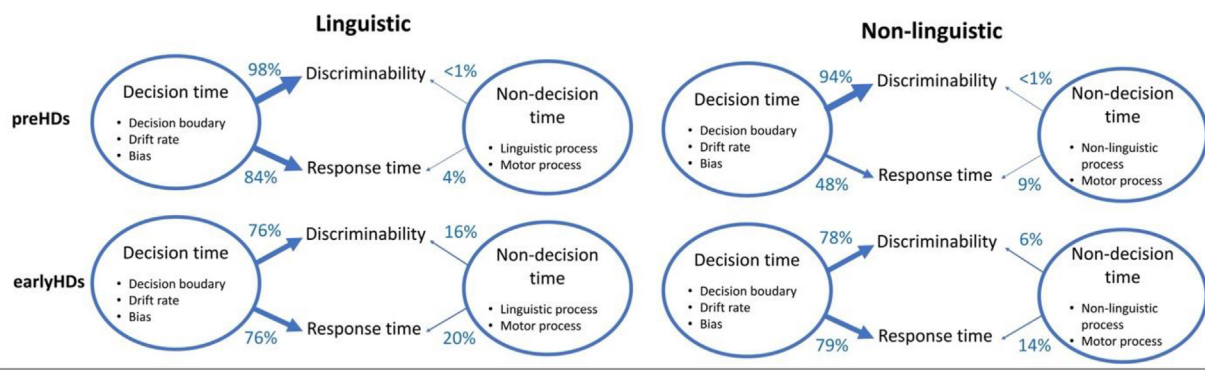 Linguistic
Non-linguistic
preHDs
Decision time
• Decision boudary
• Drift rate
• Bias
98%
Discriminability
<1%
84%
Response time
4%
Non-decision
time
• Linguistic process
• Motor process
Decision time
• Decision boudary
• Drift rate
• Bias
94%
Discriminability
<1%
48%
Response time
9%
Non-decision
time
• Non-linguistic
process
• Motor process
earlyHDs
Decision time
• Decision boudary
• Drift rate
• Bias
76%
Discriminability
16%
76%
Response time
20%
Non-decision
time
• Linguistic process
• Motor process
Decision time
• Decision boudary
• Drift rate
• Bias
78%
Discriminability
6%
79%
Response time
14%
Non-decision
time
• Non-linguistic
process
• Motor process